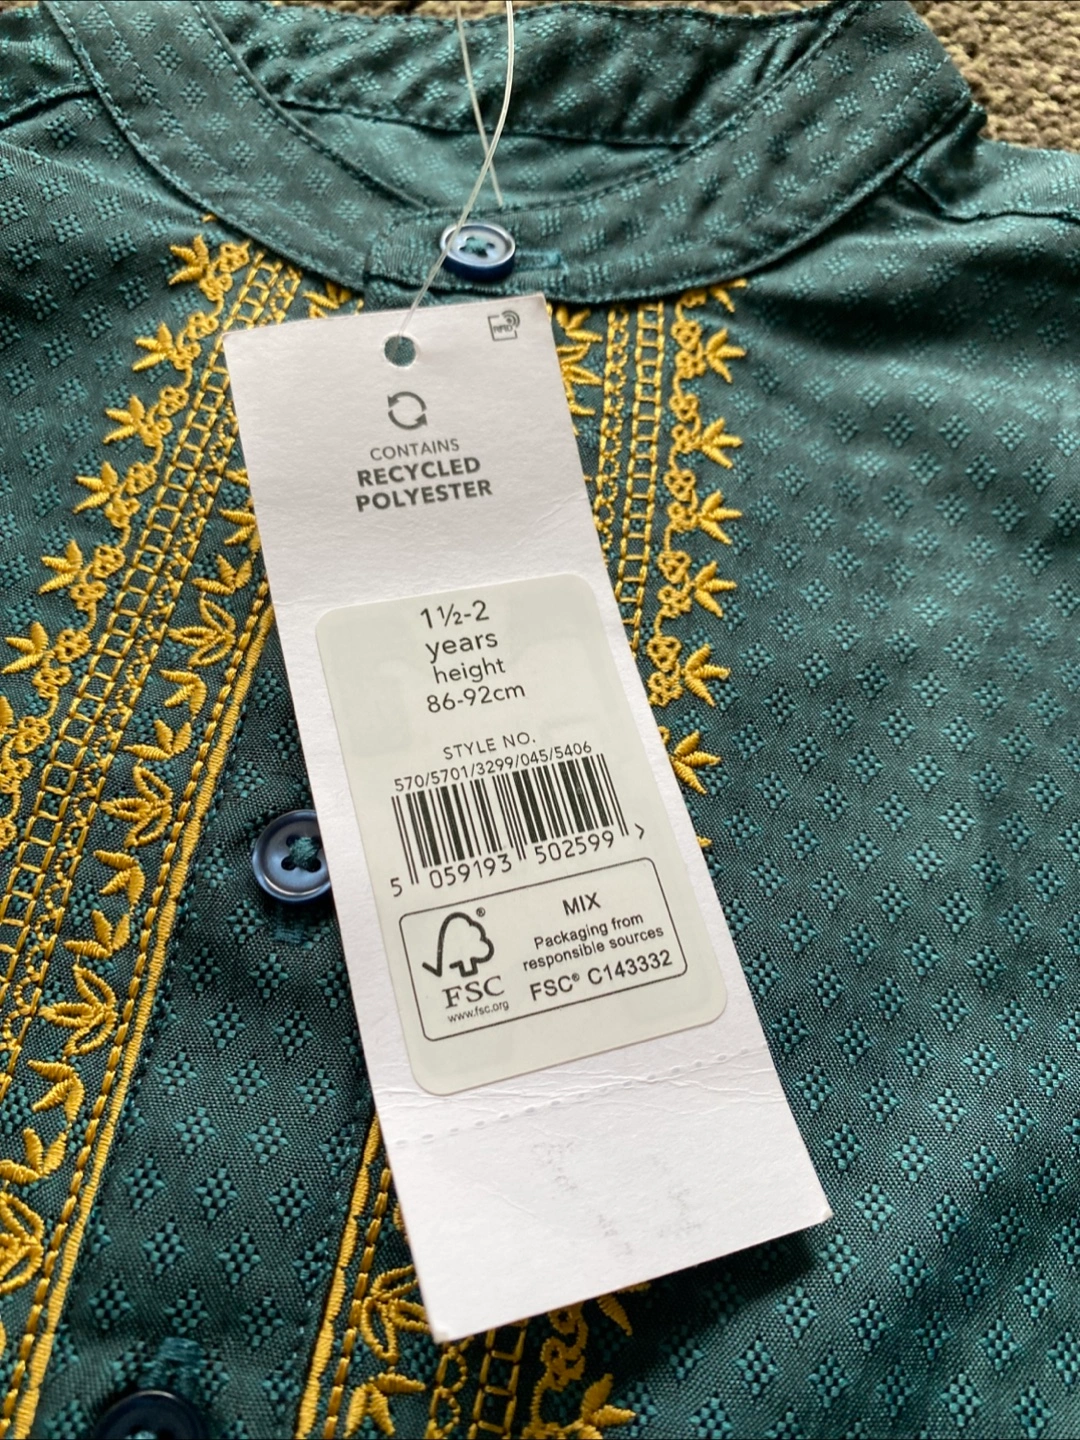 RFID
CONTAINS
RECYCLED
POLYESTER
1½-2
years
height
86-92cm
STYLE NO.
570/5701/3299/045/5406
5 059193 502599 >
FSC®
www.fsc.org
MIX
Packaging from
responsible sources
FSC® C143332